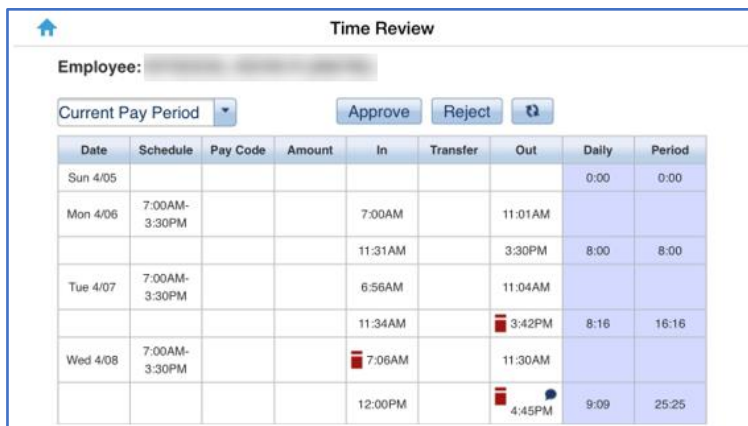 Time Review
Employee:
Current Pay Period Approve Reject
Date Schedule Pay Code Amount In Transfer Out Daily Period
Sun 4/05 0:00 0:00
Mon 4/06 7:00AM-3:30PM 7:00AM 11:01AM
11:31AM 3:30PM 8:00 8:00
Tue 4/07 7:00AM-3:30PM 6:56AM 11:04AM
11:34AM 3:42PM 8:16 16:16
Wed 4/08 7:00AM-3:30PM 7:06AM 11:30AM
12:00PM 4:45PM 9:09 25:25